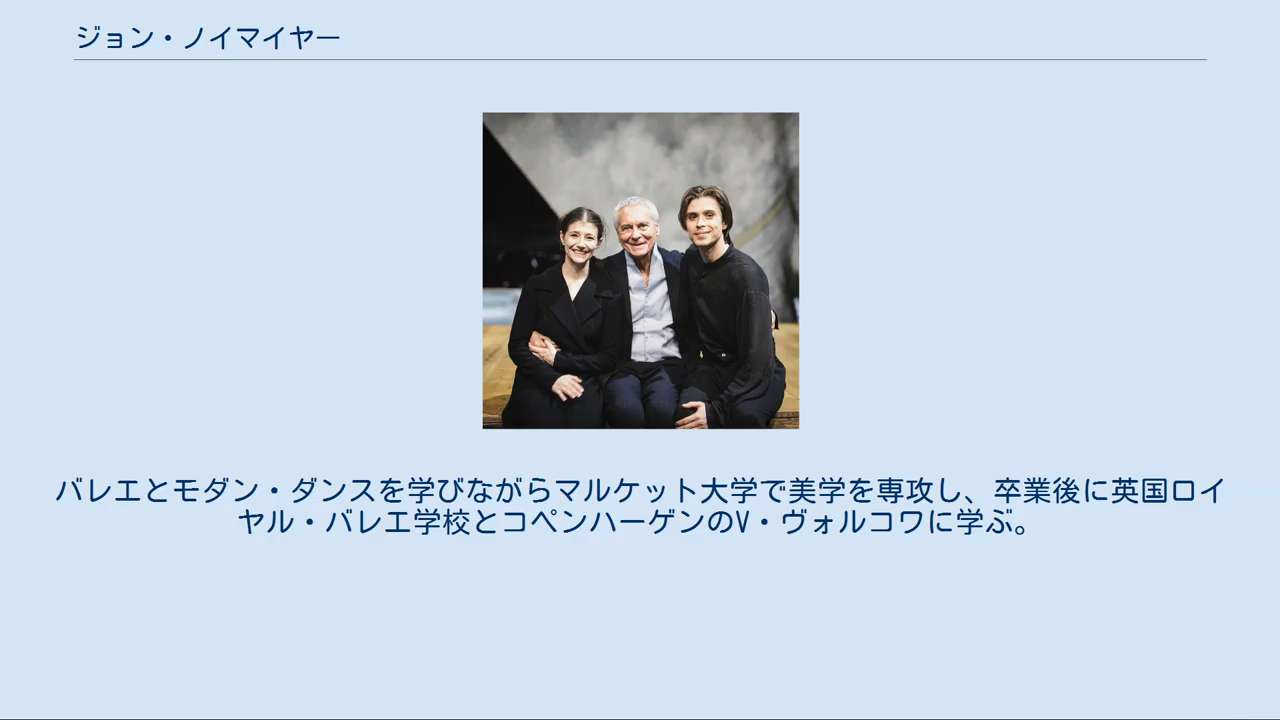 ジョン・ノイマイヤー
バレエとモダン・ダンスを学びながらマルケット大学で美学を専攻し、卒業後に英国ロイ
ヤル・バレエ学校とコペンハーゲンのV・ヴォルコワに学ぶ。